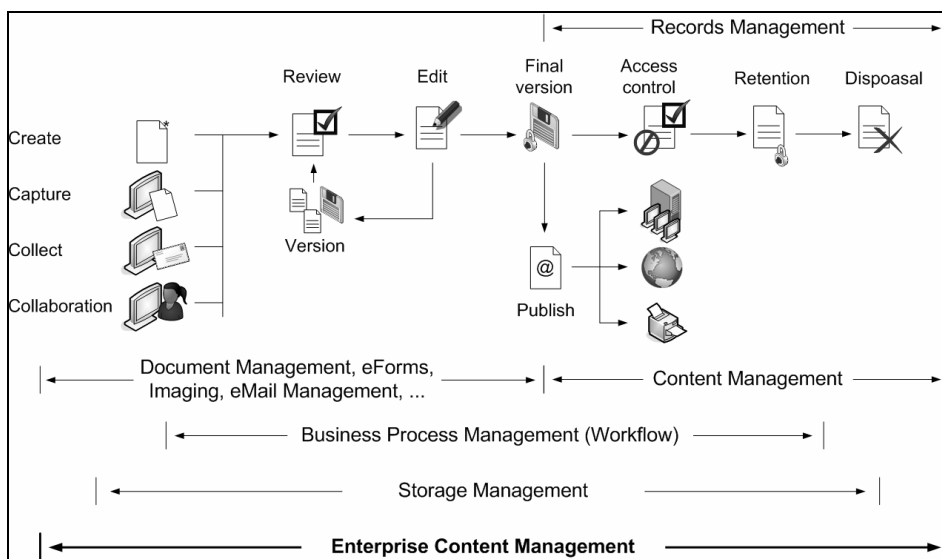 Records Management
Review
Edit
Final
version
Access
control
Retention
Dispoasal
Create
Capture
Collect
Collaboration
Version
@
Publish
Document Management, eForms,
Imaging, eMail Management, ...
Content Management
Business Process Management (Workflow)
Storage Management
Enterprise Content Management